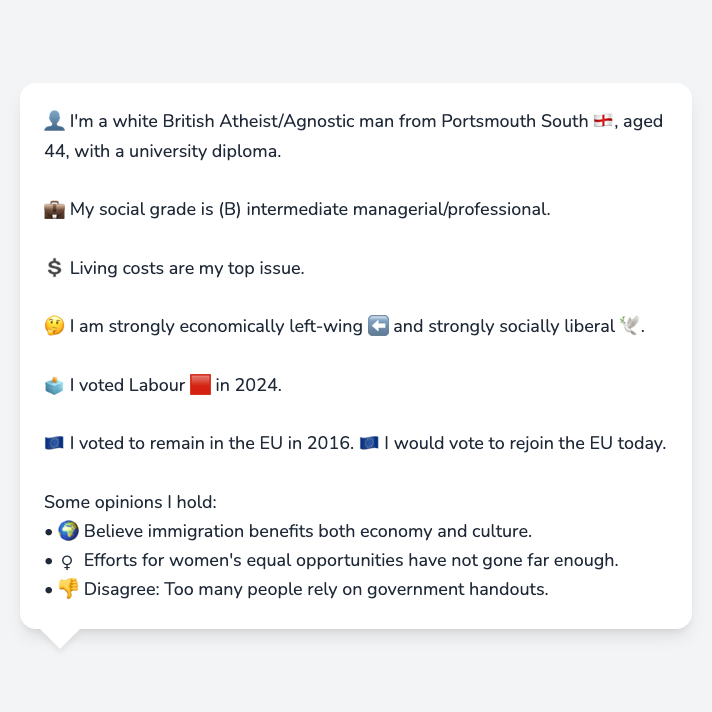 👤 I'm a white British Atheist/Agnostic man from Portsmouth South 🏴󠁧󠁢󠁥󠁮󠁧󠁿, aged
44, with a university diploma.
💼 My social grade is (B) intermediate managerial/professional.
💲 Living costs are my top issue.
🤔 I am strongly economically left-wing ⬅️ and strongly socially liberal 🕊️.
🗳️ I voted Labour 🟥 in 2024.
🇪🇺 I voted to remain in the EU in 2016. 🇪🇺 I would vote to rejoin the EU today.
Some opinions I hold:
• 🌍 Believe immigration benefits both economy and culture.
• ♀ Efforts for women's equal opportunities have not gone far enough.
• 👎 Disagree: Too many people rely on government handouts.